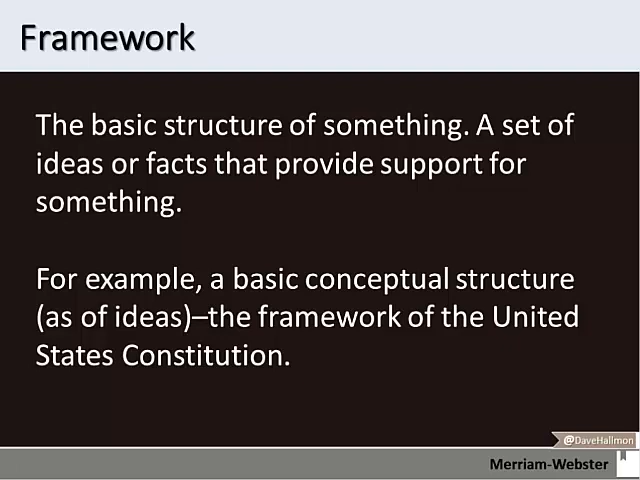 Framework
The basic structure of something. A set of
ideas or facts that provide support for
something.
For example, a basic conceptual structure
(as of ideas)–the framework of the United
States Constitution.
@DaveHallmon
Merriam-Webster